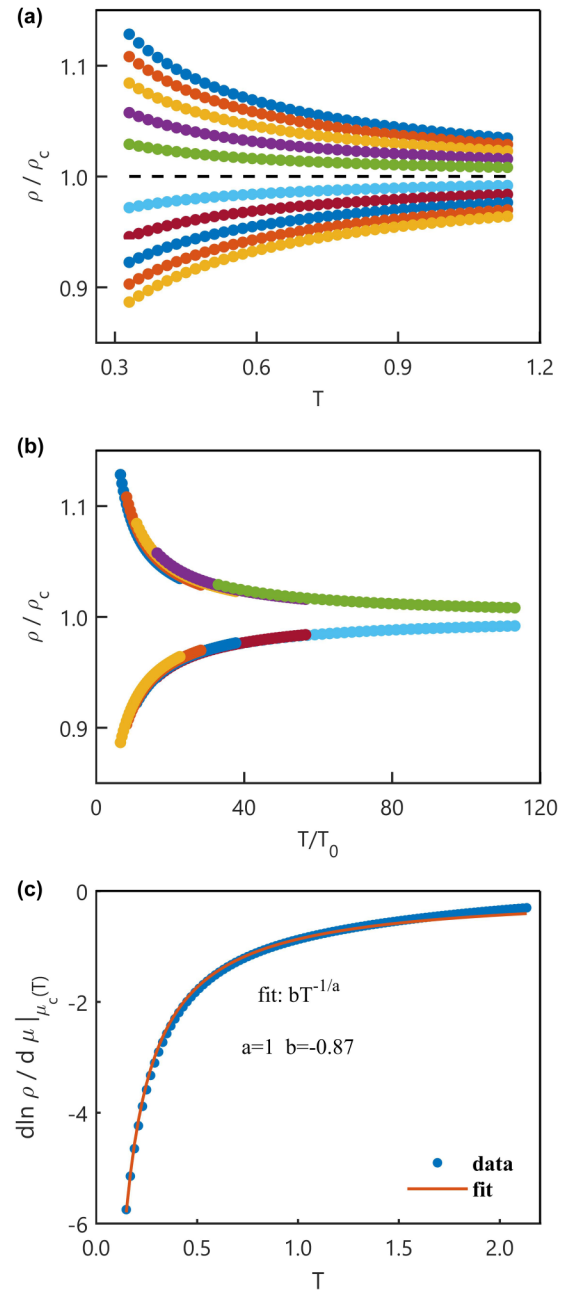 (a)
1.1
1.0
0.9
ρ / ρc
0.3 0.6 0.9 1.2
T
(b)
1.1
1.0
0.9
ρ / ρc
0 40 80 120
T/T0
(c)
0
-2
-4
-6
dln ρ / d μ |μc(T)
fit: bT-1/a
a=1 b=-0.87
data
fit
0.0 0.5 1.0 1.5 2.0
T